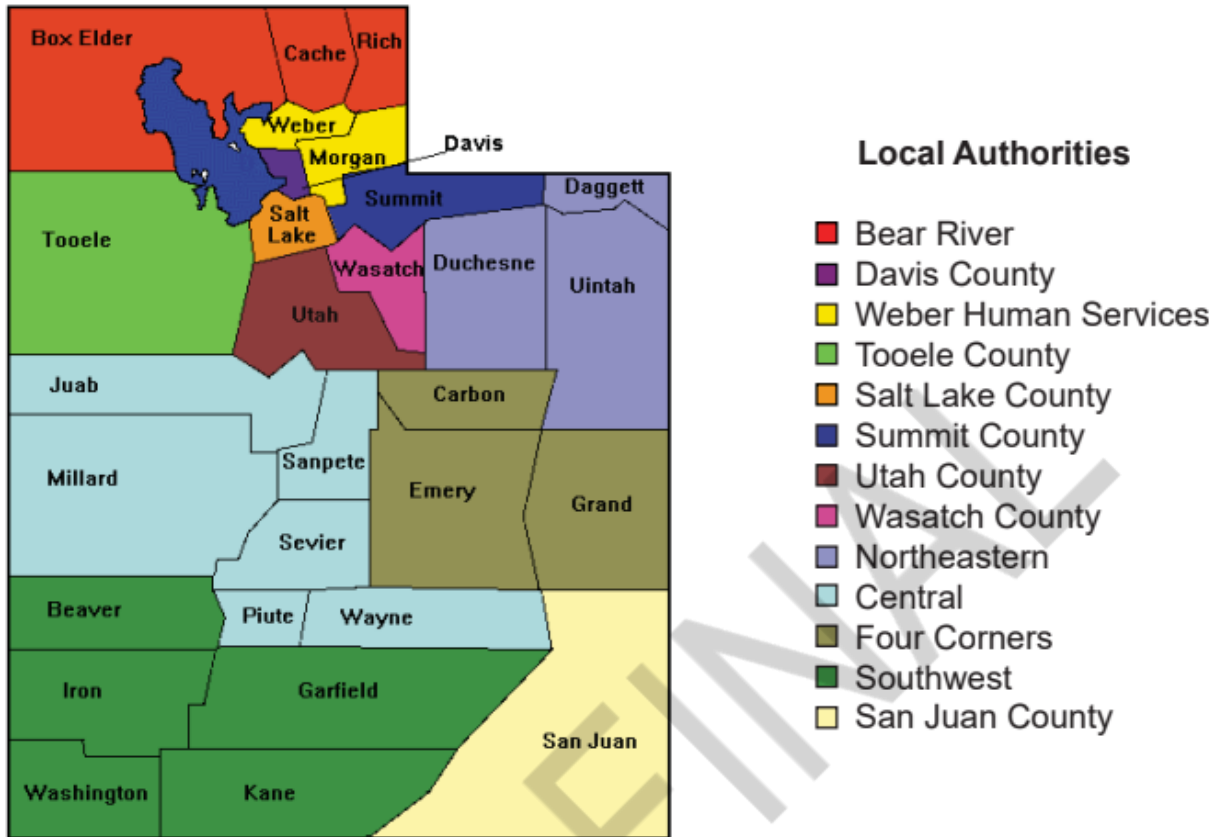 Box Elder
Cache
Rich
Weber
Davis
Morgan
Summit
Daggett
Salt
Lake
Tooele
Wasatch
Duchesne
Uintah
Utah
Juab
Carbon
Sanpete
Millard
Emery
Grand
Sevier
Beaver
Piute
Wayne
Iron
Garfield
San Juan
Washington
Kane
Local Authorities
Bear River
Davis County
Weber Human Services
Tooele County
Salt Lake County
Summit County
Utah County
Wasatch County
Northeastern
Central
Four Corners
Southwest
San Juan County
FINAL